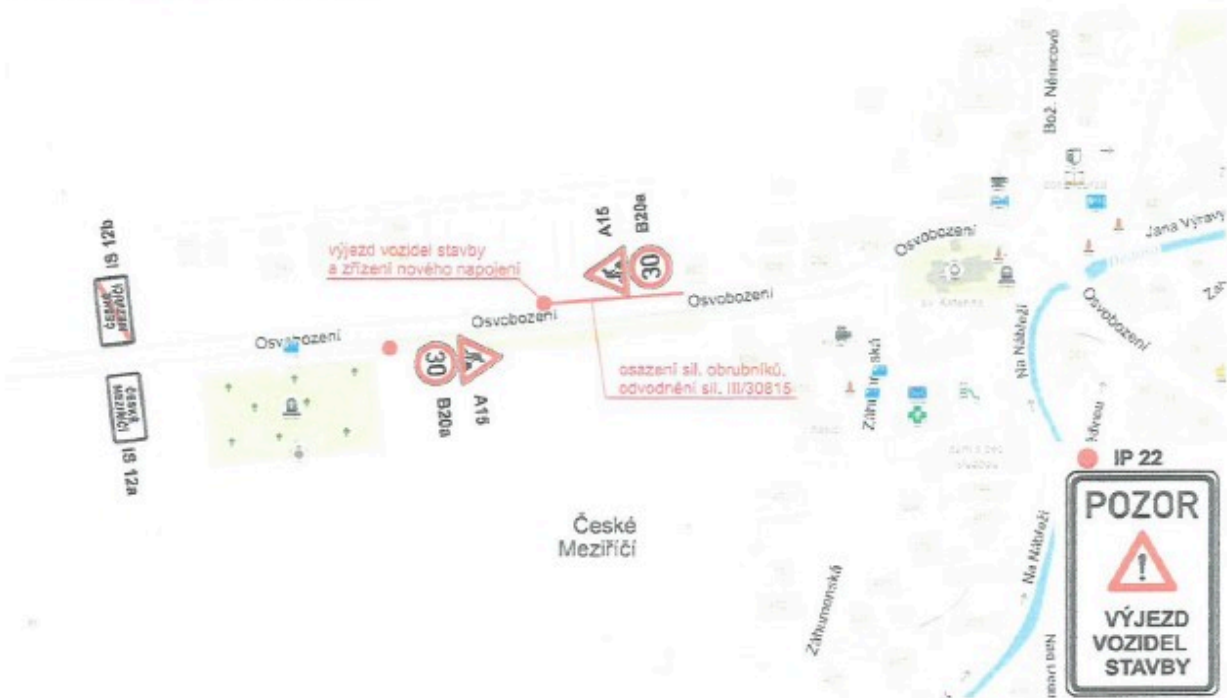 Bož. Němcové
IS 12b
ČESKÉ
MEZIŘÍČÍ
výjezd vozidel stavby
a zřízení nového napojení
A15
B20a
30
Osvobození
Jana Výravy
Osvobození
Osvobození
Osvobození
Osvobození
Na Nábřeží
30
B20a
A15
osazení sil. obrubníků,
odvodnění sil. III/30815
ČESKÉ
MEZIŘÍČÍ
IS 12a
IP 22
POZOR
!
VÝJEZD
VOZIDEL
STAVBY
České
Meziříčí
Na Nábřeží
Záhornonská